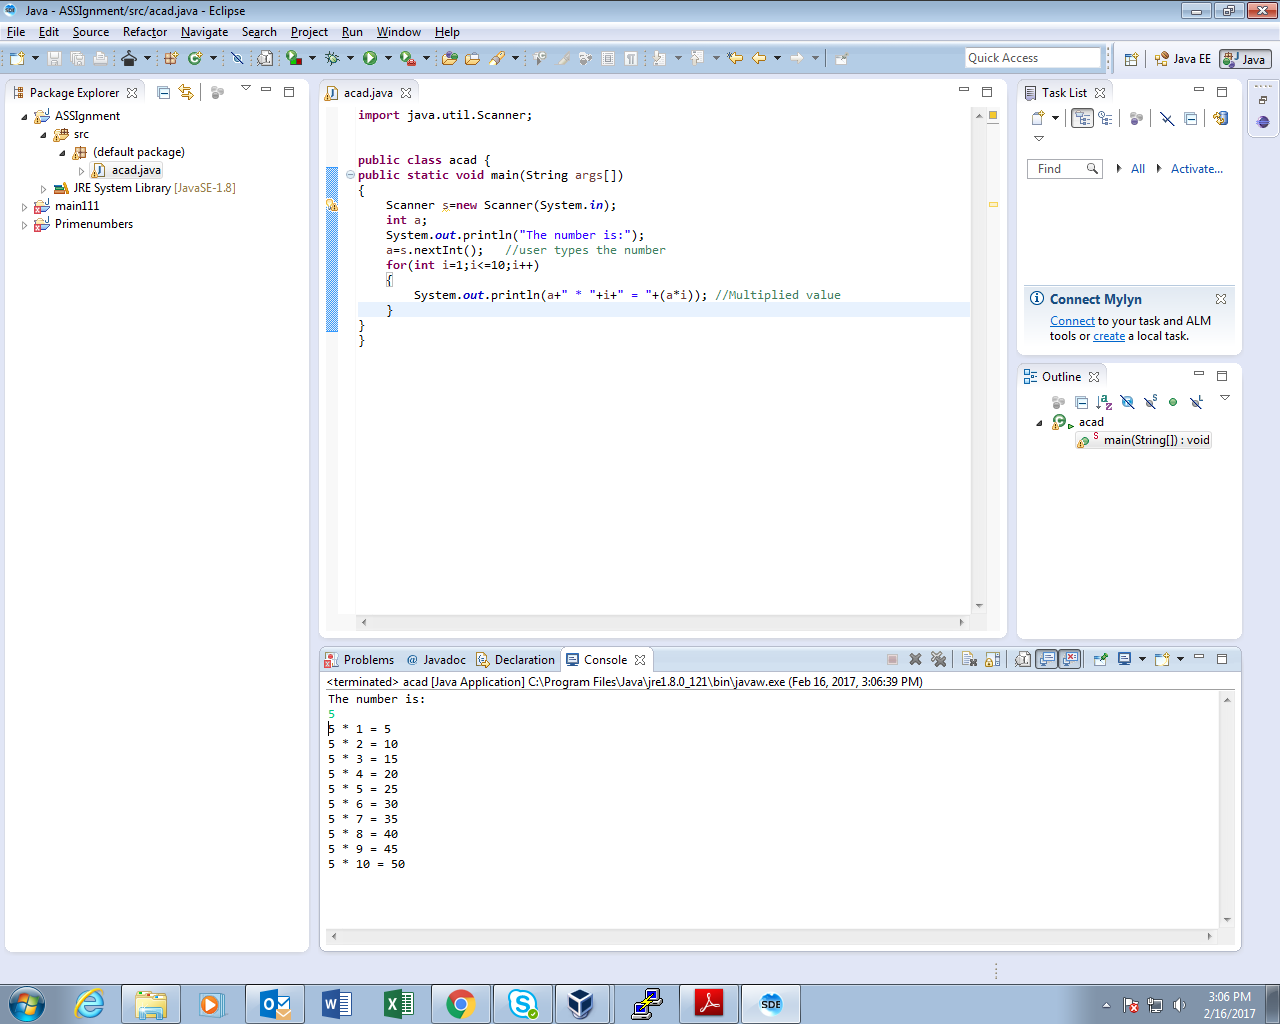 Java - ASSIgnment/src/acad.java - Eclipse
File Edit Source Refactor Navigate Search Project Run Window Help
Quick Access
Java EE
Java
Package Explorer
ASSIgnment
src
(default package)
acad.java
JRE System Library [JavaSE-1.8]
main111
Primenumbers
acad.java
import java.util.Scanner;
public class acad {
public static void main(String args[])
{
Scanner s=new Scanner(System.in);
int a;
System.out.println("The number is:");
a=s.nextInt(); //user types the number
for(int i=1;i<=10;i++)
{
System.out.println(a+" * "+i+" = "+(a*i)); //Multiplied value
}
}
}
Task List
Find
All
Activate...
Connect Mylyn
Connect to your task and ALM
tools or create a local task.
Outline
acad
main(String[]) : void
Problems @ Javadoc Declaration Console
<terminated> acad [Java Application] C:\Program Files\Java\jre1.8.0_121\bin\javaw.exe (Feb 16, 2017, 3:06:39 PM)
The number is:
5
5 * 1 = 5
5 * 2 = 10
5 * 3 = 15
5 * 4 = 20
5 * 5 = 25
5 * 6 = 30
5 * 7 = 35
5 * 8 = 40
5 * 9 = 45
5 * 10 = 50
SDE
3:06 PM
2/16/2017